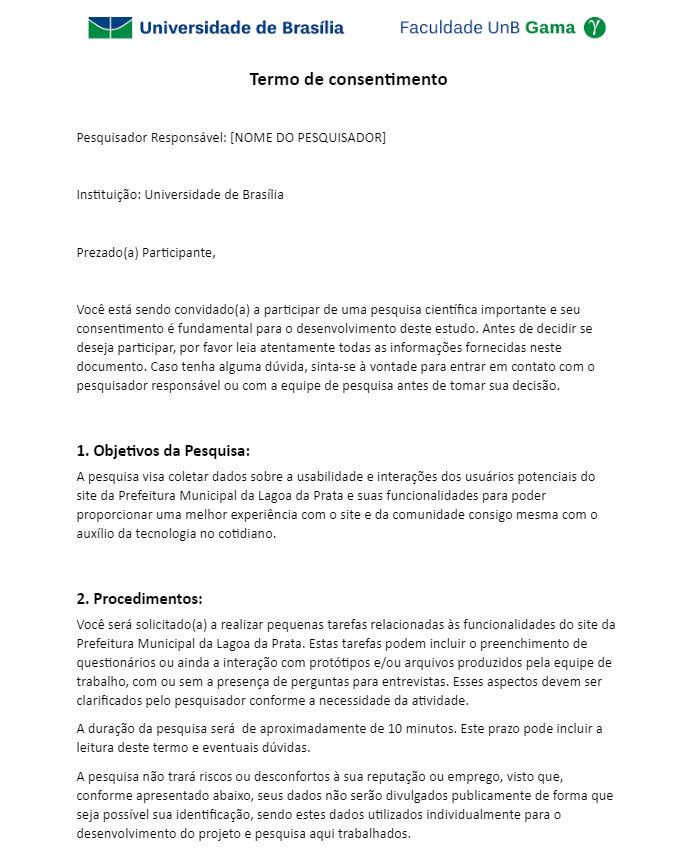 Universidade de Brasília
Faculdade UnB Gama
Termo de consentimento
Pesquisador Responsável: [NOME DO PESQUISADOR]
Instituição: Universidade de Brasília
Prezado(a) Participante,
Você está sendo convidado(a) a participar de uma pesquisa científica importante e seu
consentimento é fundamental para o desenvolvimento deste estudo. Antes de decidir se
deseja participar, por favor leia atentamente todas as informações fornecidas neste
documento. Caso tenha alguma dúvida, sinta-se à vontade para entrar em contato com o
pesquisador responsável ou com a equipe de pesquisa antes de tomar sua decisão.
1. Objetivos da Pesquisa:
A pesquisa visa coletar dados sobre a usabilidade e interações dos usuários potenciais do
site da Prefeitura Municipal da Lagoa da Prata e suas funcionalidades para poder
proporcionar uma melhor experiência com o site e da comunidade consigo mesma com o
auxílio da tecnologia no cotidiano.
2. Procedimentos:
Você será solicitado(a) a realizar pequenas tarefas relacionadas às funcionalidades do site da
Prefeitura Municipal da Lagoa da Prata. Estas tarefas podem incluir o preenchimento de
questionários ou ainda a interação com protótipos e/ou arquivos produzidos pela equipe de
trabalho, com ou sem a presença de perguntas para entrevistas. Esses aspectos devem ser
clarificados pelo pesquisador conforme a necessidade da atividade.
A duração da pesquisa será  de aproximadamente de 10 minutos. Este prazo pode incluir a
leitura deste termo e eventuais dúvidas.
A pesquisa não trará riscos ou desconfortos à sua reputação ou emprego, visto que,
conforme apresentado abaixo, seus dados não serão divulgados publicamente de forma que
seja possível sua identificação, sendo estes dados utilizados individualmente para o
desenvolvimento do projeto e pesquisa aqui trabalhados.